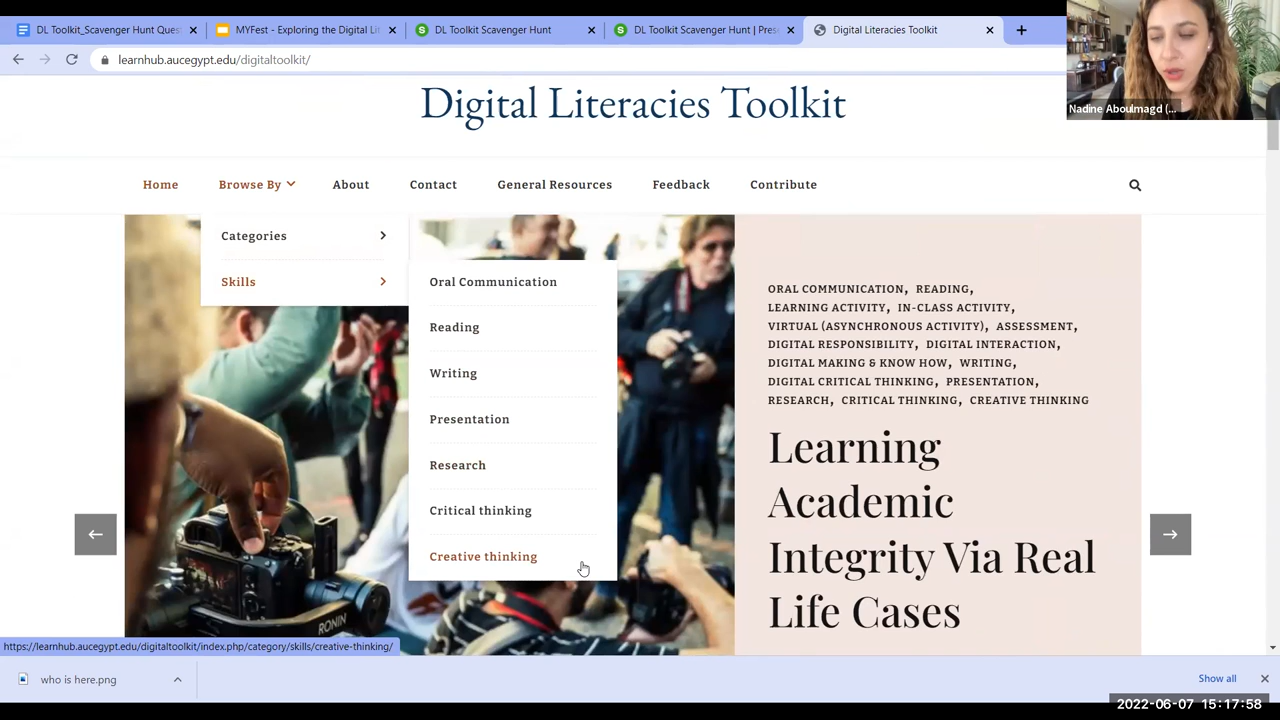 DL Toolkit_Scavenger Hunt Ques
MYFest - Exploring the Digital Li
DL Toolkit Scavenger Hunt
DL Toolkit Scavenger Hunt | Pres
Digital Literacies Toolkit
learnhub.aucegypt.edu/digitaltoolkit/
Nadine Aboulmagd (...
Digital Literacies Toolkit
Home
Browse By
About
Contact
General Resources
Feedback
Contribute
Categories
Skills
Oral Communication
Reading
Writing
Presentation
Research
Critical thinking
Creative thinking
RONIN
ORAL COMMUNICATION, READING,
LEARNING ACTIVITY, IN-CLASS ACTIVITY,
VIRTUAL (ASYNCHRONOUS ACTIVITY), ASSESSMENT,
DIGITAL RESPONSIBILITY, DIGITAL INTERACTION,
DIGITAL MAKING & KNOW HOW, WRITING,
DIGITAL CRITICAL THINKING, PRESENTATION,
RESEARCH, CRITICAL THINKING, CREATIVE THINKING
Learning
Academic
Integrity Via Real
Life Cases
https://learnhub.aucegypt.edu/digitaltoolkit/index.php/category/skills/creative-thinking/
who is here.png
Show all
2022-06-07 15:17:58